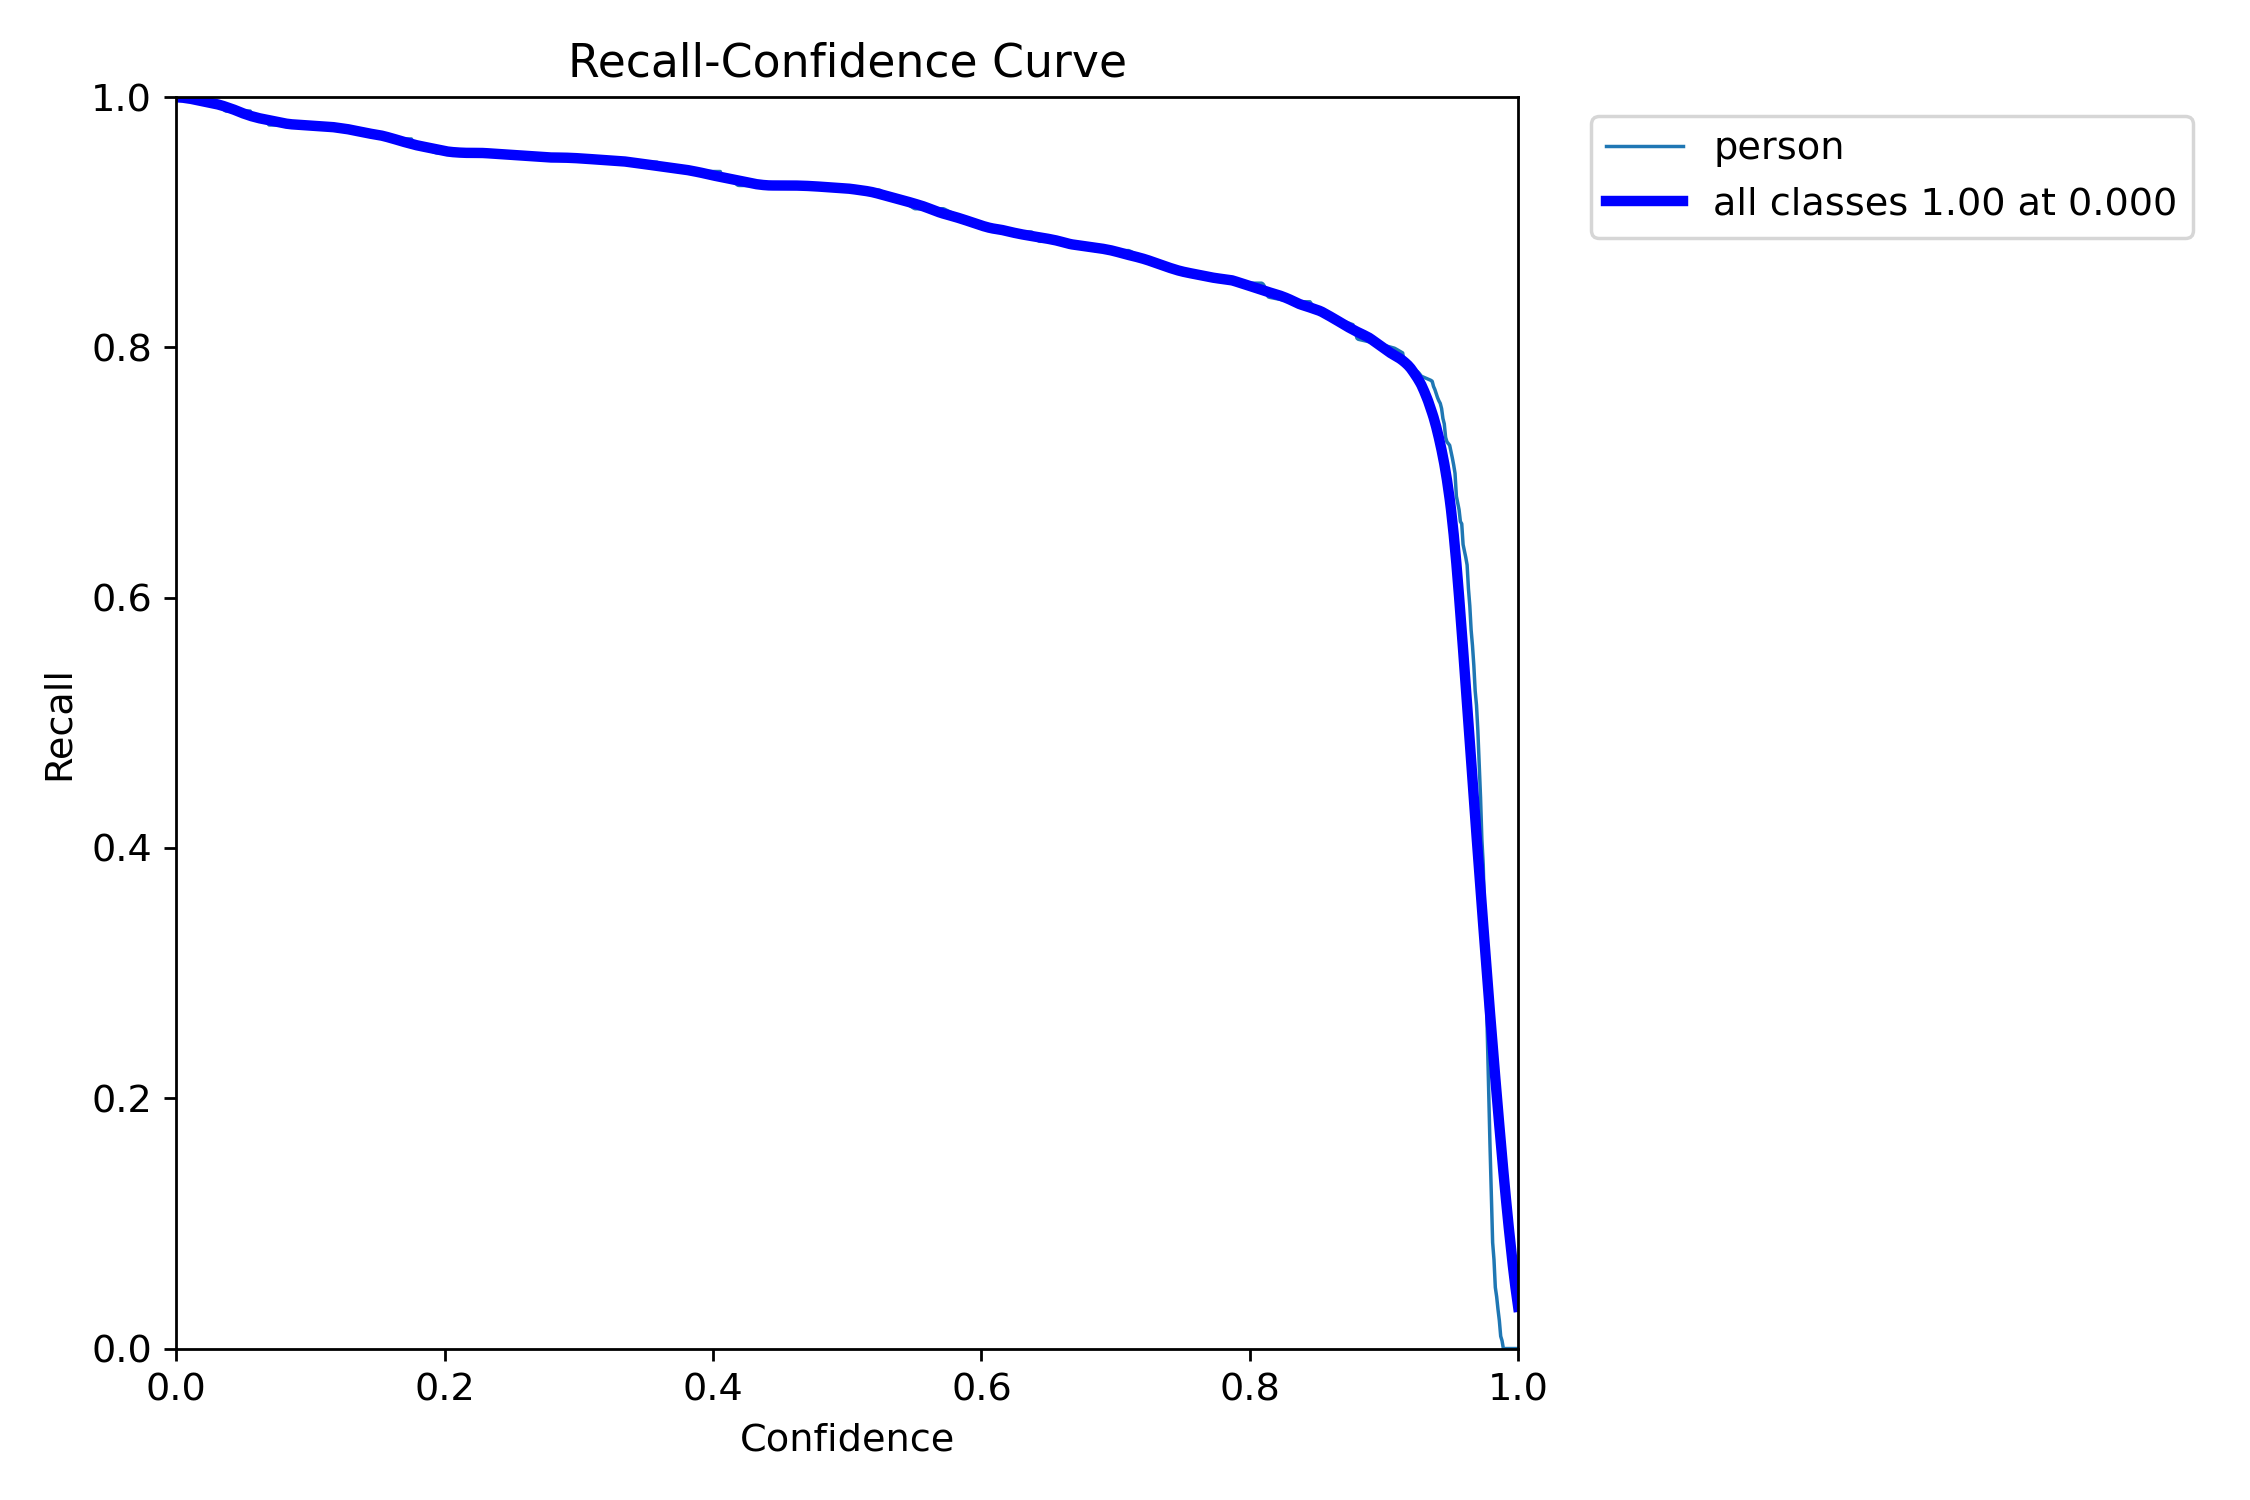 Recall-Confidence Curve
1.0
0.8
0.6
0.4
0.2
0.0
Recall
0.0 0.2 0.4 0.6 0.8 1.0
Confidence
person
all classes 1.00 at 0.000